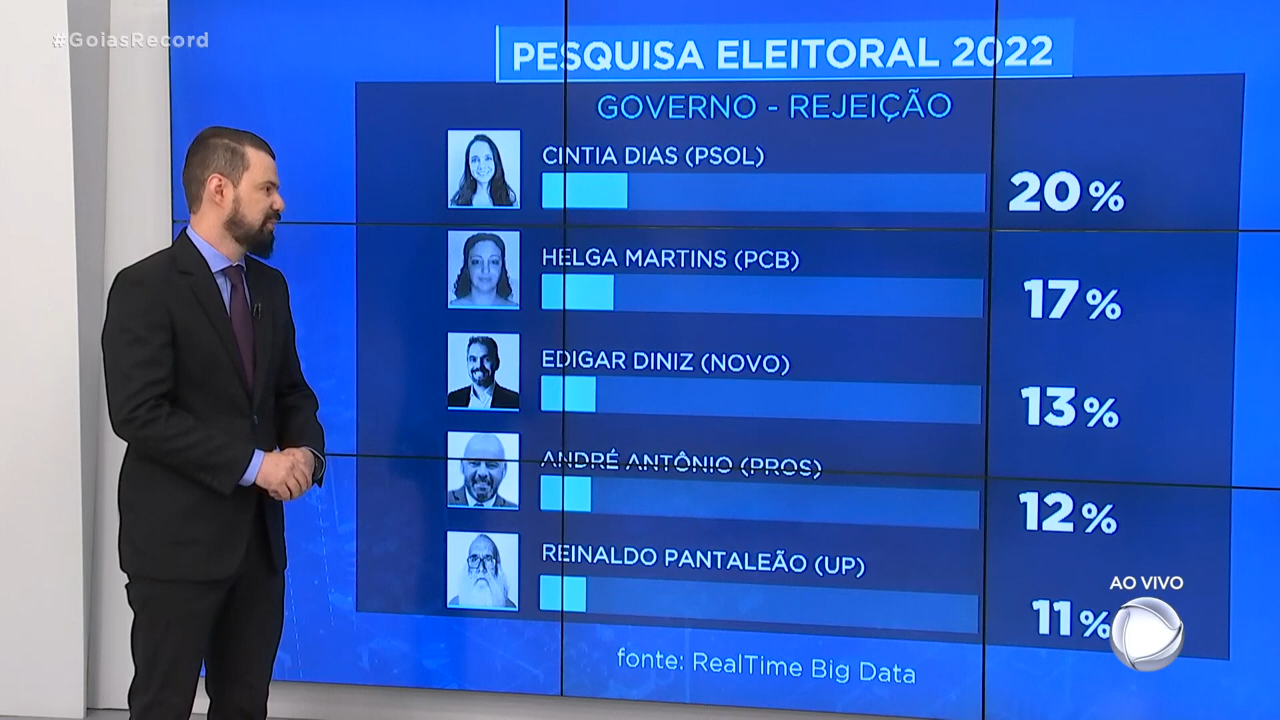 #GoiasRecord
PESQUISA ELEITORAL 2022
GOVERNO - REJEIÇÃO
CINTIA DIAS (PSOL)
20%
HELGA MARTINS (PCB)
17%
EDIGAR DINIZ (NOVO)
13%
ANDRÉ ANTÔNIO (PROS)
12%
REINALDO PANTALEÃO (UP)
11%
AO VIVO
fonte: RealTime Big Data